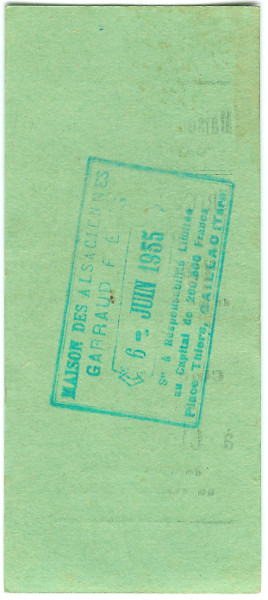 MAISON DES ALSACIENNES
GARRAUD F É
6 - JUIN 1955
Sté à Responsabilité Limitée
au Capital de 200.000 Francs
Place Thiers, GAILLAC (TARN)